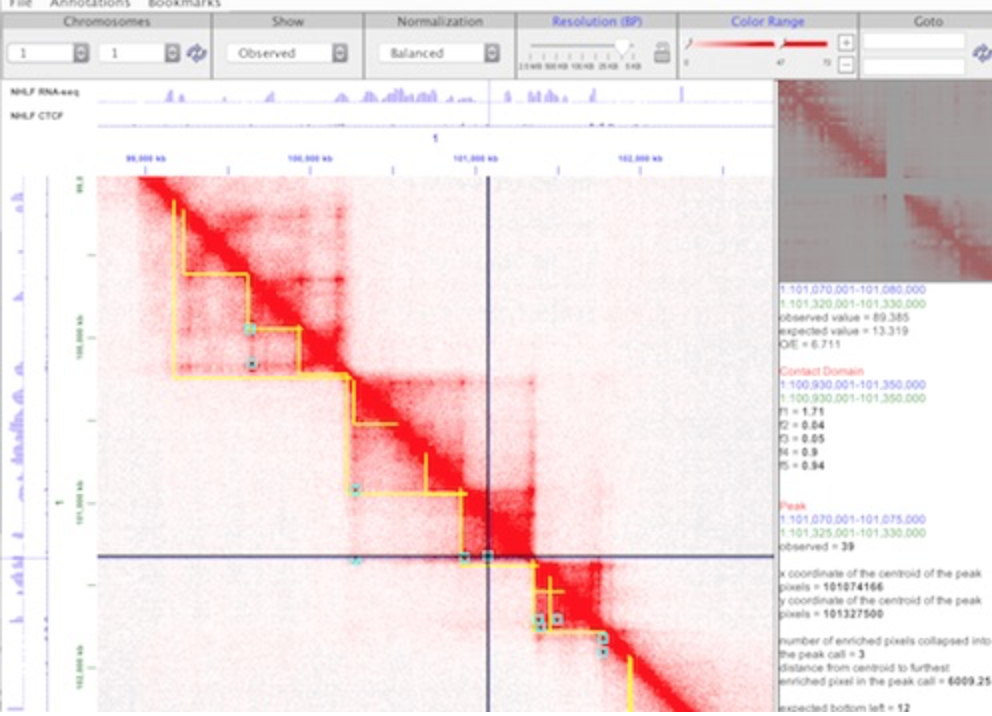 File Annotations Bookmarks
Chromosomes Show Normalization Resolution (BP) Color Range Goto
1 1 Observed Balanced
2.5 MB 500 KB 100 KB 25 KB 5 KB
0 47 73
NHLF RNA-seq
NHLF CTCF
1
99,000 kb 100,000 kb 101,000 kb 102,000 kb
99,0
100,000 kb
101,000 kb
102,000 kb
1
1:101,070,001-101,080,000
1:101,320,001-101,330,000
observed value = 89.385
expected value = 13.319
O/E = 6.711
Contact Domain
1:100,930,001-101,350,000
1:100,930,001-101,350,000
f1 = 1.71
f2 = 0.04
f3 = 0.05
f4 = 0.9
f5 = 0.94
Peak
1:101,070,001-101,075,000
1:101,325,001-101,330,000
observed = 39
x coordinate of the centroid of the peak
pixels = 101074166
y coordinate of the centroid of the peak
pixels = 101327500
number of enriched pixels collapsed into
the peak call = 3
distance from centroid to furthest
enriched pixel in the peak call = 6009.25
expected bottom left = 12